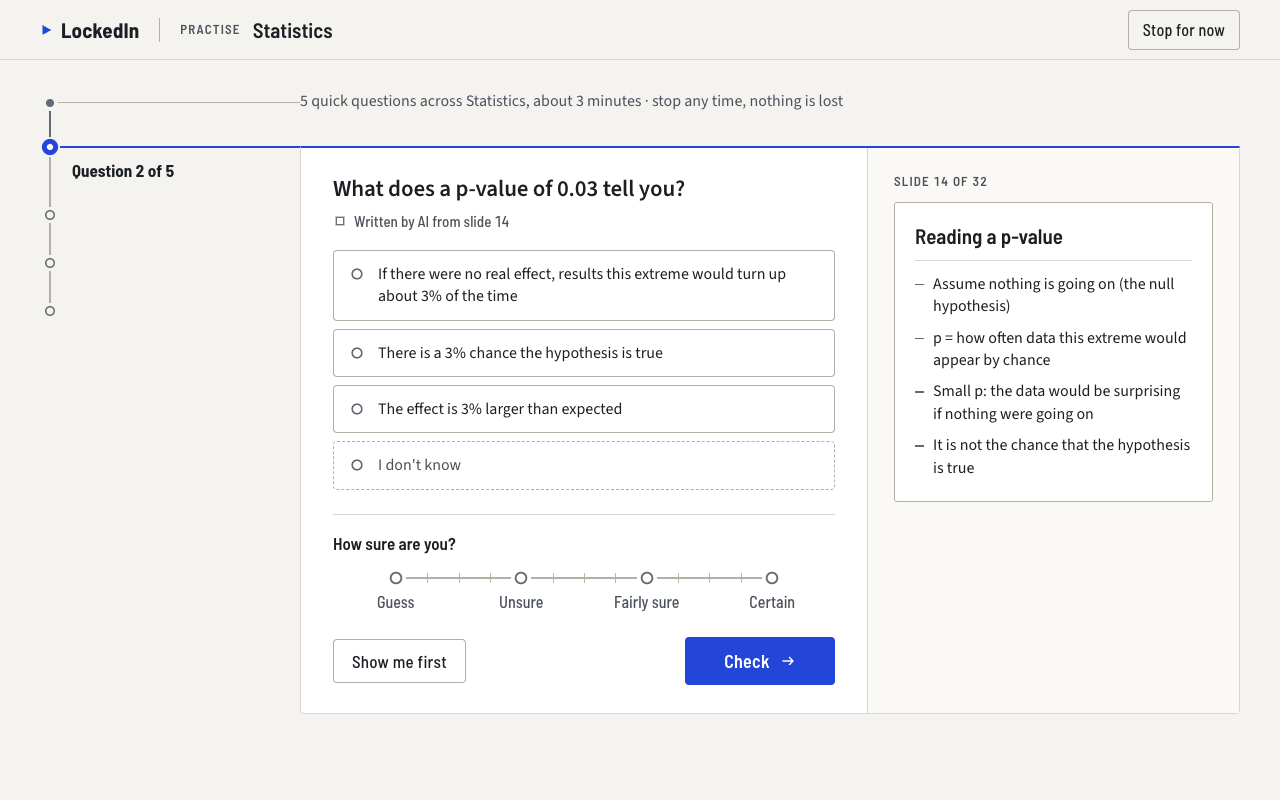 LockedIn
PRACTISE Statistics
Stop for now
5 quick questions across Statistics, about 3 minutes · stop any time, nothing is lost
Question 2 of 5
What does a p-value of 0.03 tell you?
Written by AI from slide 14
If there were no real effect, results this extreme would turn up
about 3% of the time
There is a 3% chance the hypothesis is true
The effect is 3% larger than expected
I don't know
How sure are you?
Guess
Unsure
Fairly sure
Certain
Show me first
Check →
SLIDE 14 OF 32
Reading a p-value
– Assume nothing is going on (the null
hypothesis)
– p = how often data this extreme would
appear by chance
– Small p: the data would be surprising
if nothing were going on
– It is not the chance that the hypothesis
is true